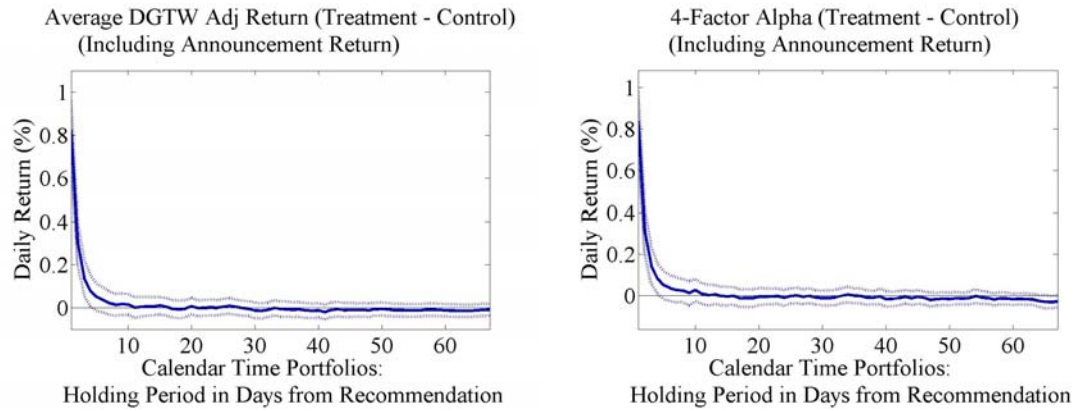 Average DGTW Adj Return (Treatment - Control)
(Including Announcement Return)
Daily Return (%)
1
0.8
0.6
0.4
0.2
0
10 20 30 40 50 60
Calendar Time Portfolios:
Holding Period in Days from Recommendation
4-Factor Alpha (Treatment - Control)
(Including Announcement Return)
Daily Return (%)
1
0.8
0.6
0.4
0.2
0
10 20 30 40 50 60
Calendar Time Portfolios:
Holding Period in Days from Recommendation